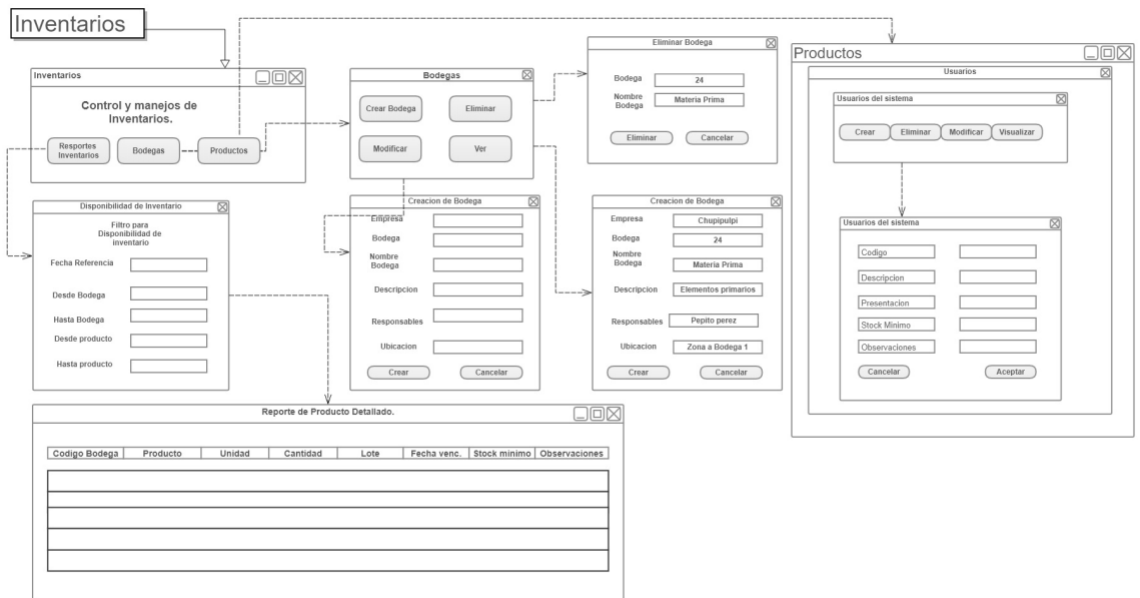 Inventarios
Inventarios
Control y manejos de
Inventarios.
Resportes
Inventarios
Bodegas
Productos
Bodegas
Crear Bodega
Eliminar
Modificar
Ver
Eliminar Bodega
Bodega
24
Nombre
Bodega
Materia Prima
Eliminar
Cancelar
Productos
Usuarios
Usuarios del sistema
Crear
Eliminar
Modificar
Visualizar
Usuarios del sistema
Codigo
Descripcion
Presentacion
Stock Minimo
Observaciones
Cancelar
Aceptar
Disponibilidad de Inventario
Filtro para
Disponibilidad de
inventario
Fecha Referencia
Desde Bodega
Hasta Bodega
Desde producto
Hasta producto
Creacion de Bodega
Empresa
Bodega
Nombre
Bodega
Descripcion
Responsables
Ubicacion
Crear
Cancelar
Creacion de Bodega
Empresa
Chupipulpi
Bodega
24
Nombre
Bodega
Materia Prima
Descripcion
Elementos primarios
Responsables
Pepito perez
Ubicacion
Zona a Bodega 1
Crear
Cancelar
Reporte de Producto Detallado.
Codigo Bodega
Producto
Unidad
Cantidad
Lote
Fecha venc.
Stock minimo
Observaciones